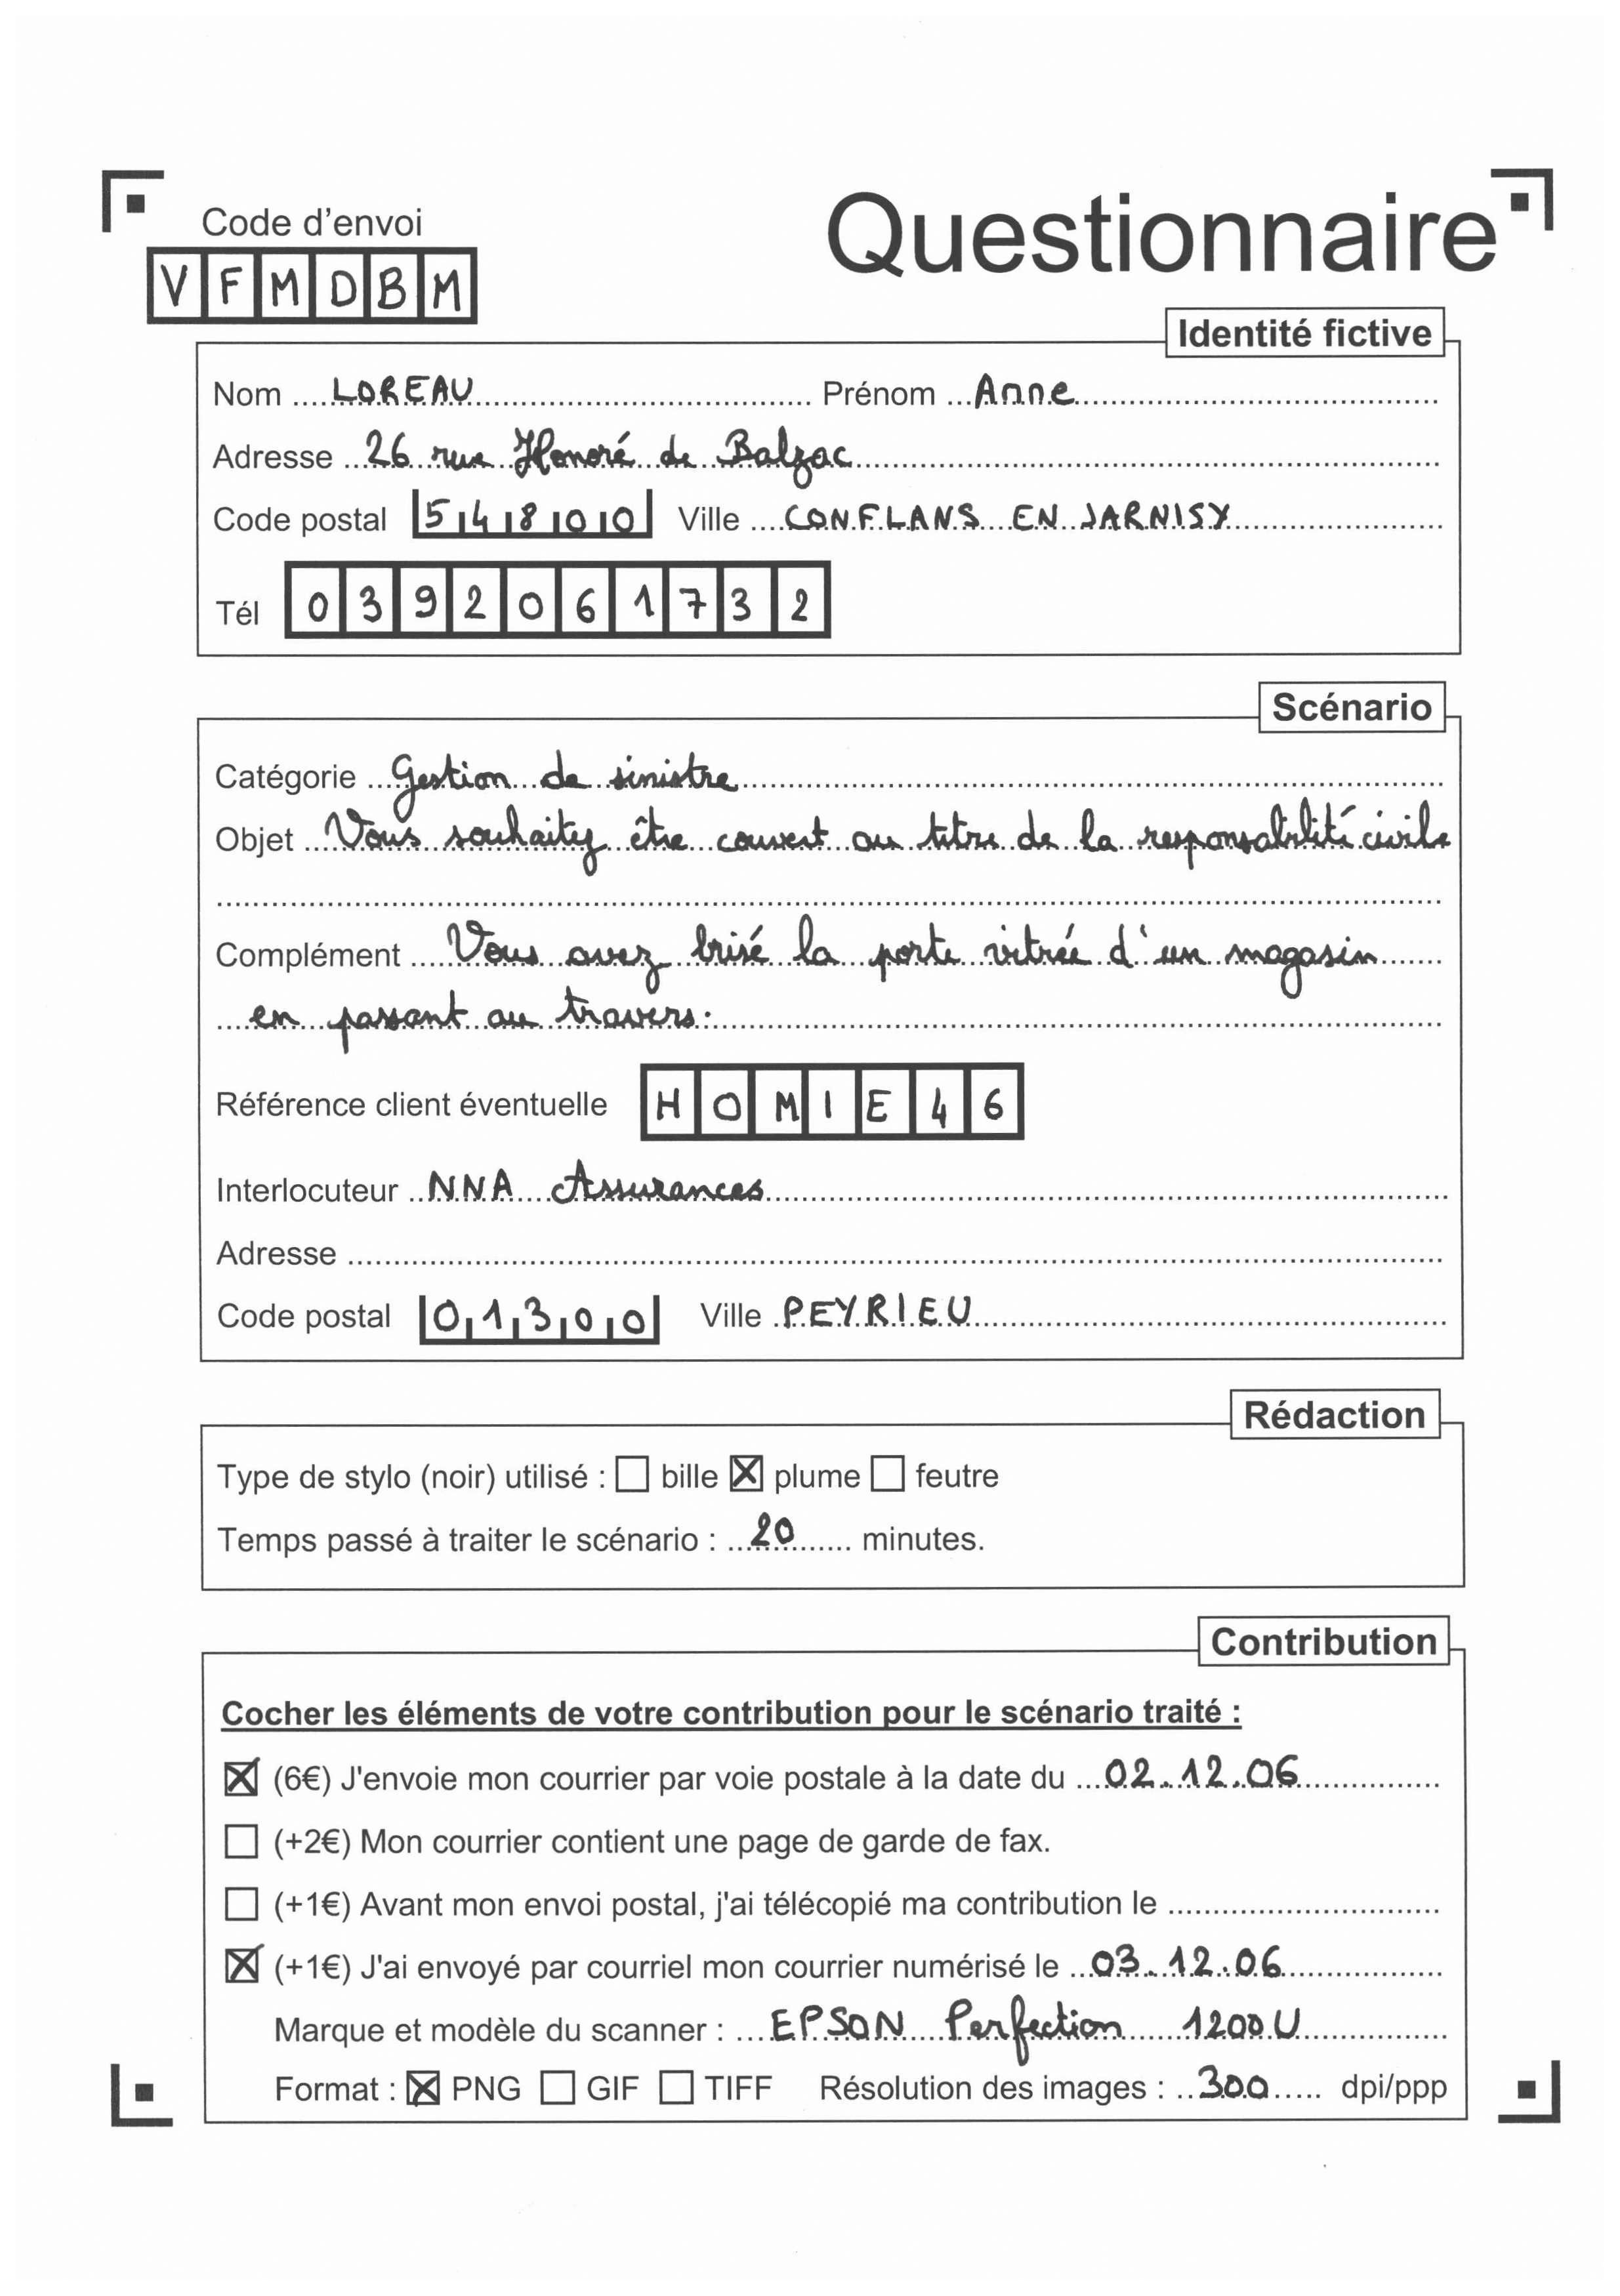 Questionnaire
Code d'envoi
VFMDBM
Identité fictive
Nom LOREAU Prénom Anne
Adresse 26 rue Honoré de Balzac
Code postal 54800 Ville CONFLANS EN JARNISY
Tél 0392061732
Scénario
Catégorie Gestion de sinistre
Objet Vous souhaitez être couvert au titre de la responsabilité civile
Complément Vous avez brisé la porte vitrée d'un magasin
en passant au travers.
Référence client éventuelle HOMIE46
Interlocuteur NNA Assurances
Adresse
Code postal 01300 Ville PEYRIEU
Rédaction
Type de stylo (noir) utilisé : ☐ bille ☒ plume ☐ feutre
Temps passé à traiter le scénario : 20 minutes.
Contribution
Cocher les éléments de votre contribution pour le scénario traité :
☒ (6€) J'envoie mon courrier par voie postale à la date du 02.12.06
☐ (+2€) Mon courrier contient une page de garde de fax.
☐ (+1€) Avant mon envoi postal, j'ai télécopié ma contribution le
☒ (+1€) J'ai envoyé par courriel mon courrier numérisé le 03.12.06
Marque et modèle du scanner : EPSON Perfection 1200U
Format : ☒ PNG ☐ GIF ☐ TIFF Résolution des images : 300 dpi/ppp